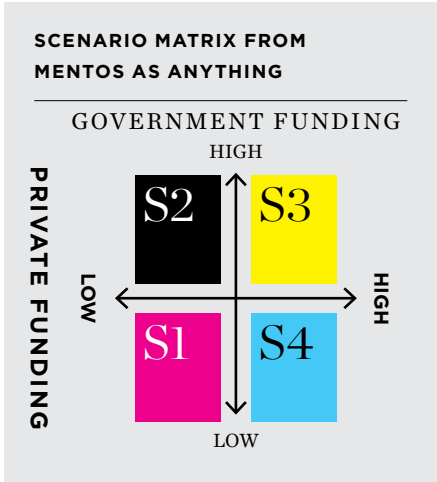 SCENARIO MATRIX FROM
MENTOS AS ANYTHING
GOVERNMENT FUNDING
HIGH
PRIVATE FUNDING
S2
S3
LOW
HIGH
S1
S4
LOW